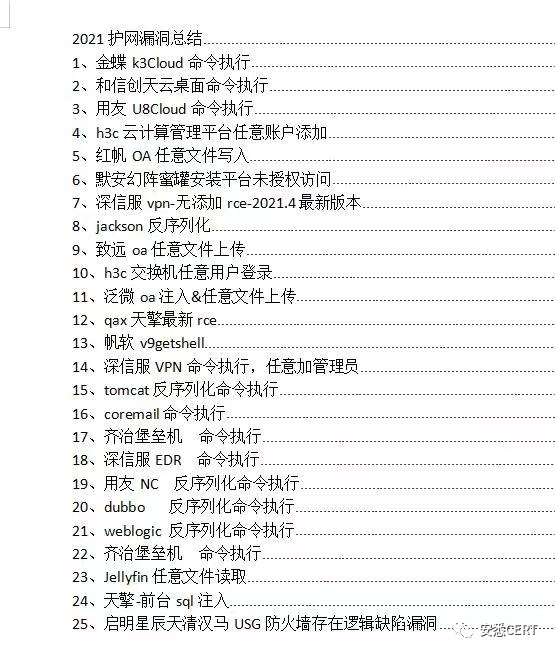 2021 护网漏洞总结
1、金蝶 k3Cloud 命令执行
2、和信创天云桌面命令执行
3、用友 U8Cloud 命令执行
4、h3c 云计算管理平台任意账户添加
5、红帆 OA 任意文件写入
6、默安幻阵蜜罐安装平台未授权访问
7、深信服 vpn-无添加 rce-2021.4 最新版本
8、jackson 反序列化
9、致远 oa 任意文件上传
10、h3c 交换机任意用户登录
11、泛微 oa 注入&任意文件上传
12、qax 天擎最新 rce
13、帆软 v9getshell
14、深信服 VPN 命令执行，任意加管理员
15、tomcat 反序列化命令执行
16、coremail 命令执行
17、齐治堡垒机 命令执行
18、深信服 EDR 命令执行
19、用友 NC 反序列化命令执行
20、dubbo 反序列化命令执行
21、weblogic 反序列化命令执行
22、齐治堡垒机 命令执行
23、Jellyfin 任意文件读取
24、天擎-前台 sql 注入
25、启明星辰天清汉马 USG 防火墙存在逻辑缺陷漏洞
安恐CERT